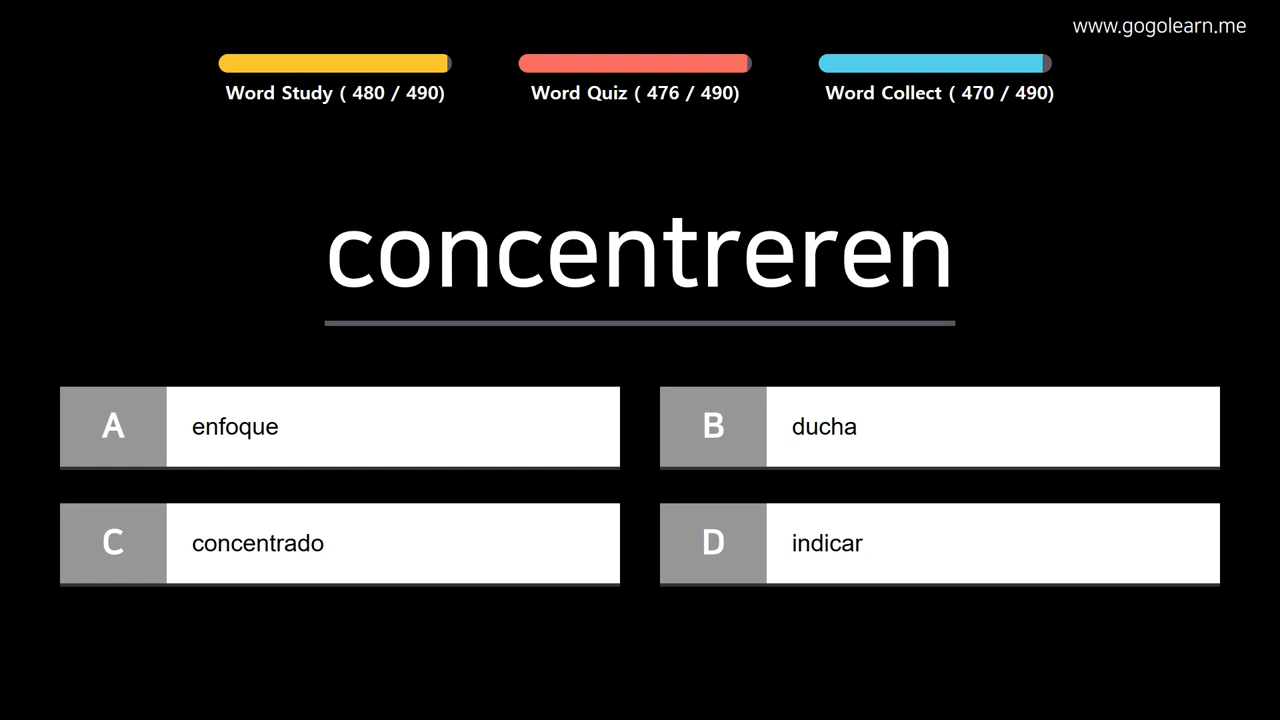 www.gogolearn.me
Word Study ( 480 / 490)
Word Quiz ( 476 / 490)
Word Collect ( 470 / 490)
concentreren
A enfoque
B ducha
C concentrado
D indicar